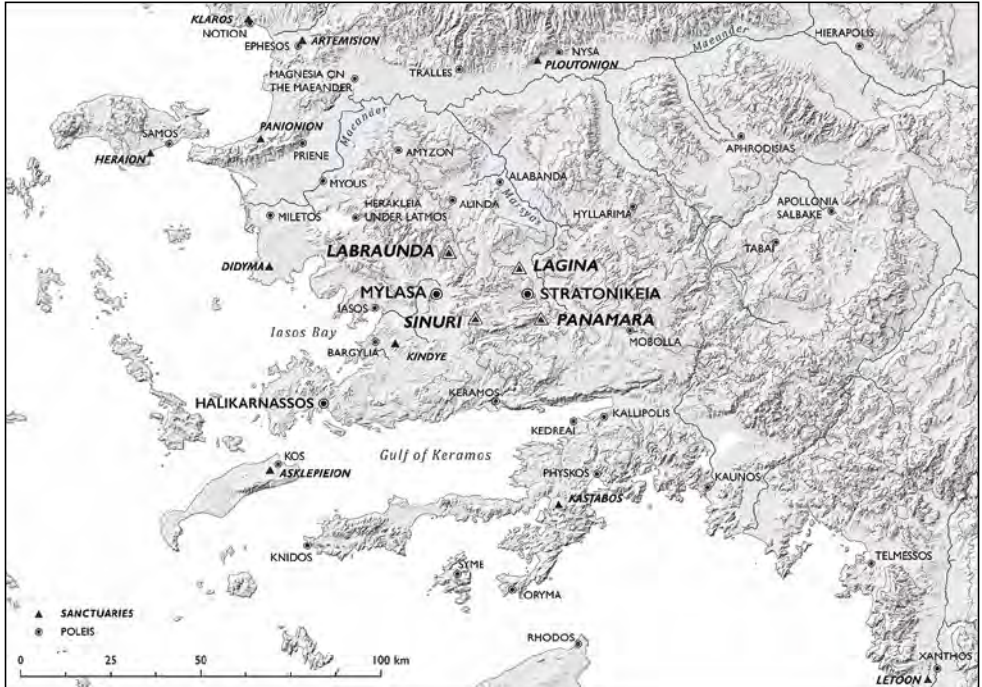 KLAROS
NOTION
ARTEMISION
EPHESOS
HIERAPOLIS
Maeander
NYSA
PLOUTONION
TRALLES
MAGNESIA ON
THE MAEANDER
Maeander
PANIONION
SAMOS
HERAION
PRIENE
AMYZON
APHRODISIAS
MYOUS
ALABANDA
Marsyas
MILETOS
HERAKLEIA
UNDER LATMOS
ALINDA
HYLLARIMA
APOLLONIA
SALBAKE
TABAI
LABRAUNDA
LAGINA
DIDYMA
MYLASA
STRATONIKEIA
IASOS
SINURI
PANAMARA
Iasos Bay
MOBOLLA
BARGYLIA
KINDYE
HALIKARNASSOS
KERAMOS
KALLIPOLIS
KEDREAI
Gulf of Keramos
KOS
ASKLEPIEION
PHYSKOS
KAUNOS
KASTABOS
KNIDOS
SYME
LORYMA
TELMESSOS
RHODOS
XANTHOS
LETOON
SANCTUARIES
POLEIS
0 25 50 100 km